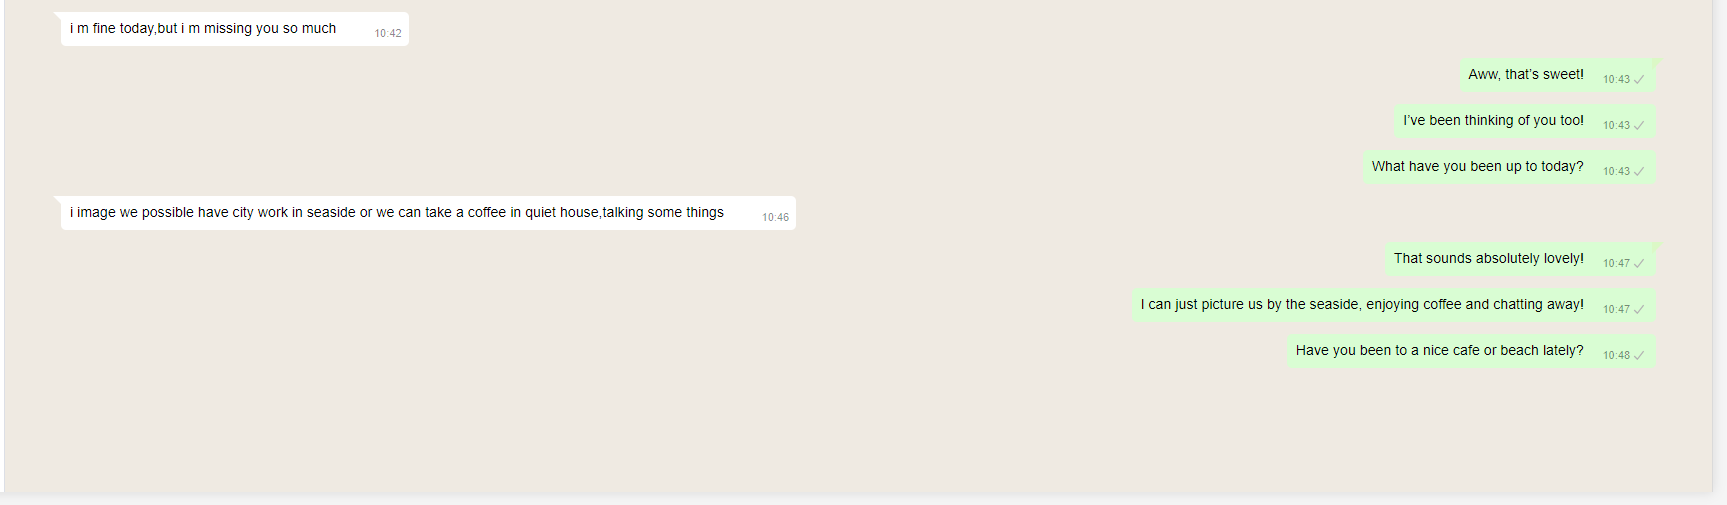 i m fine today,but i m missing you so much 10:42
Aww, that’s sweet! 10:43
I’ve been thinking of you too! 10:43
What have you been up to today? 10:43
i image we possible have city work in seaside or we can take a coffee in quiet house,talking some things 10:46
That sounds absolutely lovely! 10:47
I can just picture us by the seaside, enjoying coffee and chatting away! 10:47
Have you been to a nice cafe or beach lately? 10:48